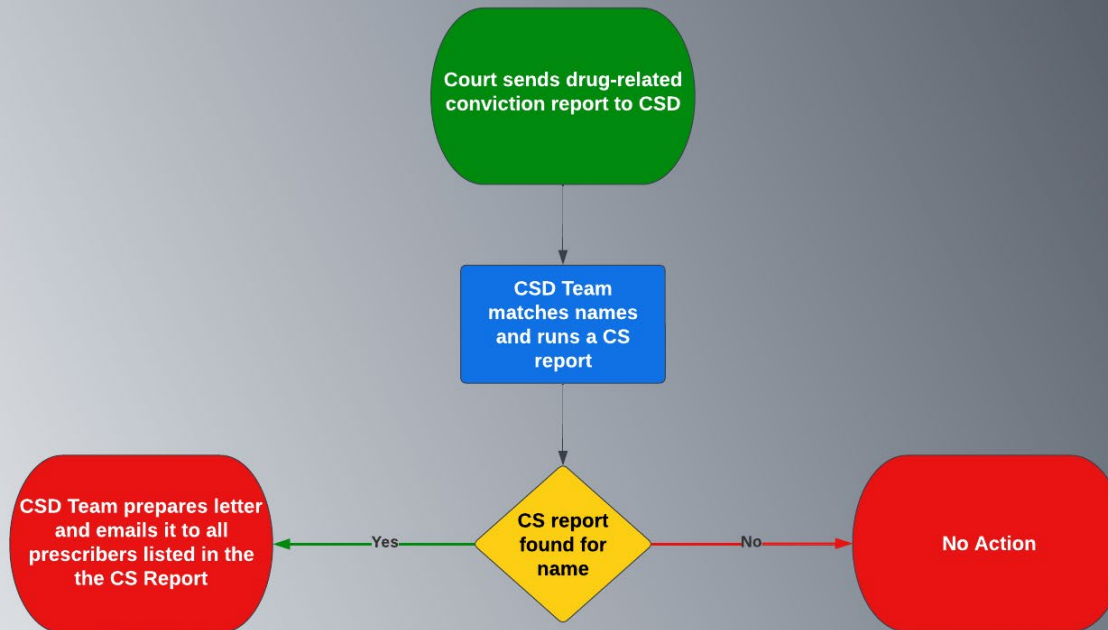 Court sends drug-related
conviction report to CSD
CSD Team
matches names
and runs a CS
report
CS report
found for
name
Yes
No
CSD Team prepares letter
and emails it to all
prescribers listed in the
the CS Report
No Action